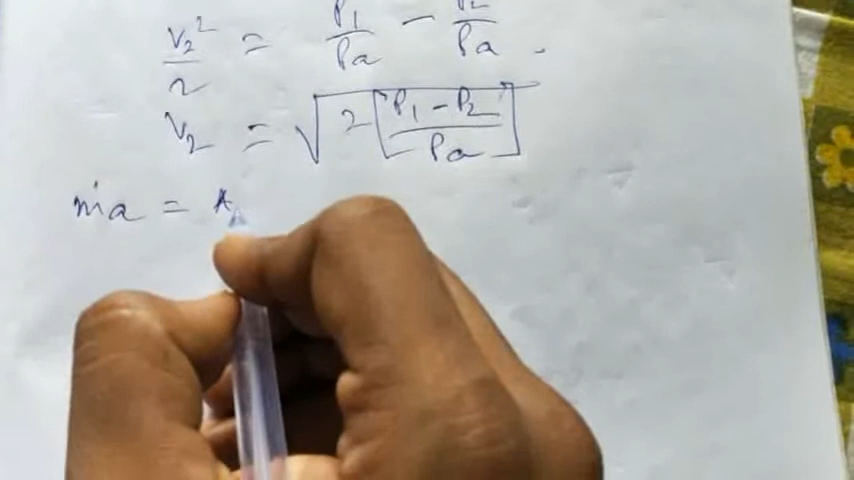 V₂²/2 = P₁/ρa − P₂/ρa .
V₂ = √(2[(P₁ − P₂)/ρa])
ṁa = A